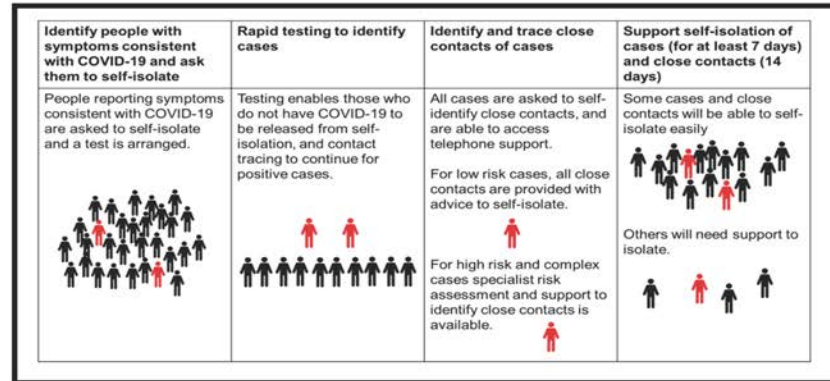 Identify people with
symptoms consistent
with COVID-19 and ask
them to self-isolate
Rapid testing to identify
cases
Identify and trace close
contacts of cases
Support self-isolation of
cases (for at least 7 days)
and close contacts (14
days)
People reporting symptoms
consistent with COVID-19
are asked to self-isolate
and a test is arranged.
Testing enables those who
do not have COVID-19 to
be released from self-
isolation, and contact
tracing to continue for
positive cases.
All cases are asked to self-
identify close contacts, and
are able to access
telephone support.
For low risk cases, all close
contacts are provided with
advice to self-isolate.
For high risk and complex
cases specialist risk
assessment and support to
identify close contacts is
available.
Some cases and close
contacts will be able to self-
isolate easily
Others will need support to
isolate.